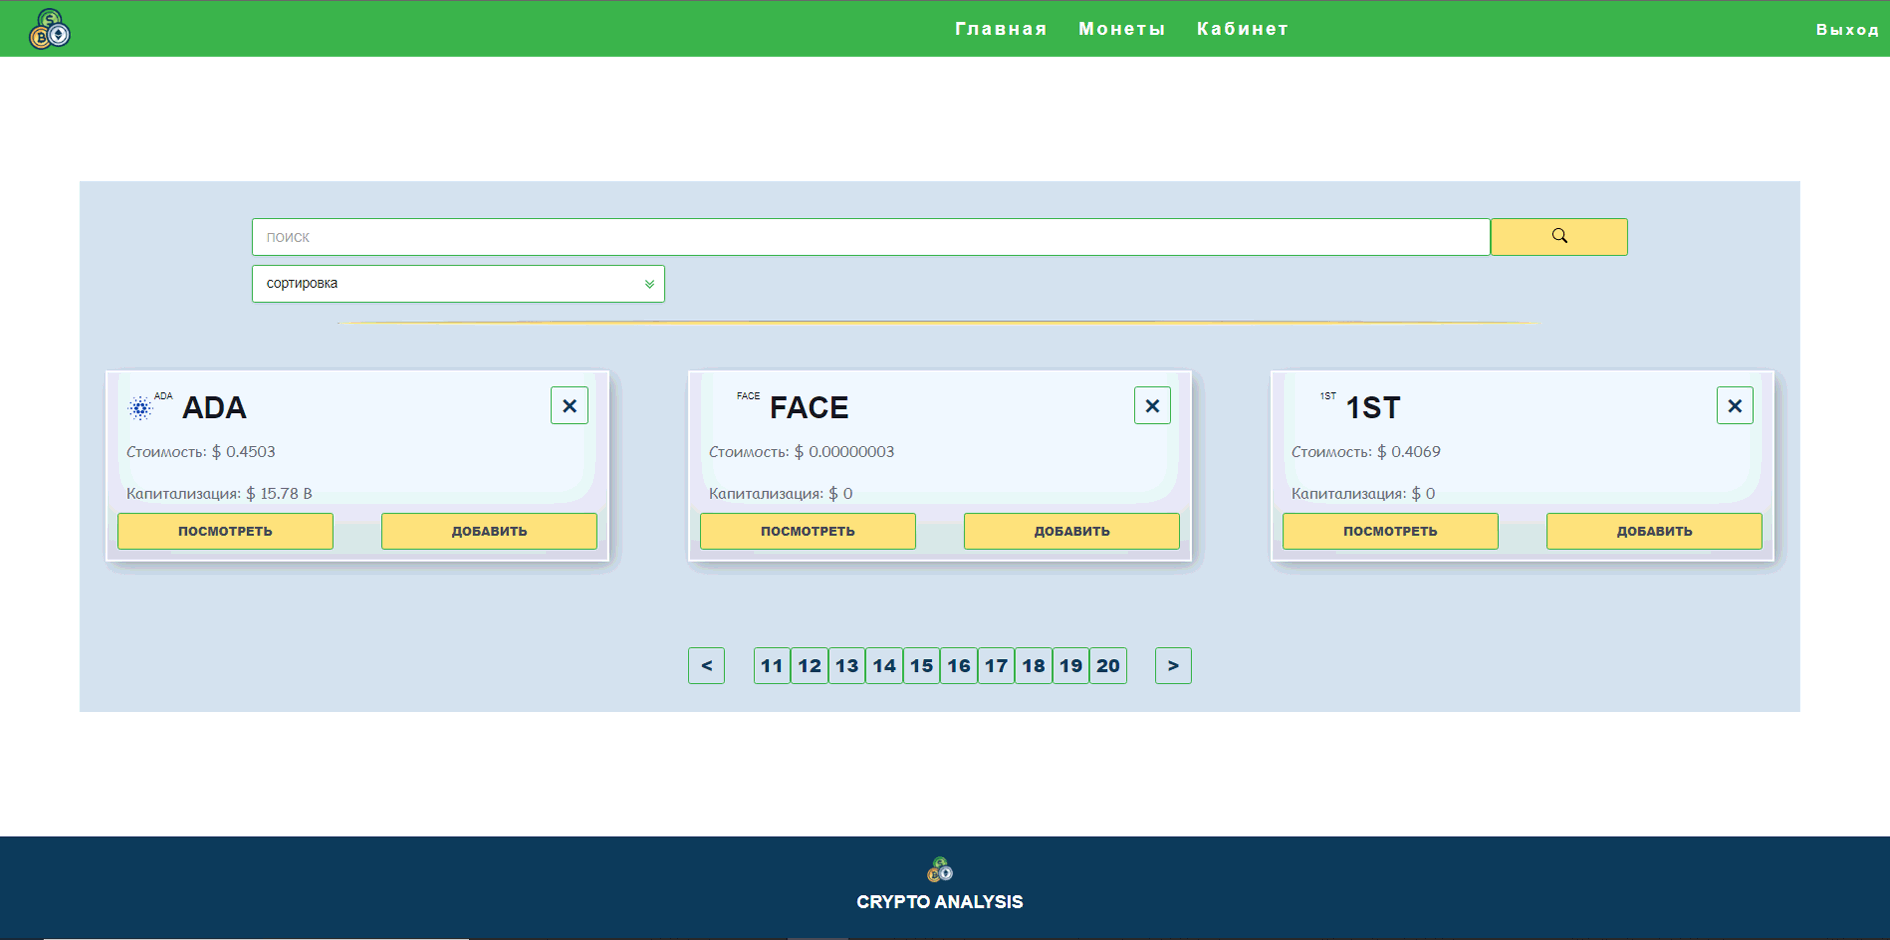 Главная Монеты Кабинет Выход
поиск
сортировка
ADA ADA ×
Стоимость: $ 0.4503
Капитализация: $ 15.78 B
ПОСМОТРЕТЬ ДОБАВИТЬ
FACE FACE ×
Стоимость: $ 0.00000003
Капитализация: $ 0
ПОСМОТРЕТЬ ДОБАВИТЬ
1ST 1ST ×
Стоимость: $ 0.4069
Капитализация: $ 0
ПОСМОТРЕТЬ ДОБАВИТЬ
< 11 12 13 14 15 16 17 18 19 20 >
CRYPTO ANALYSIS